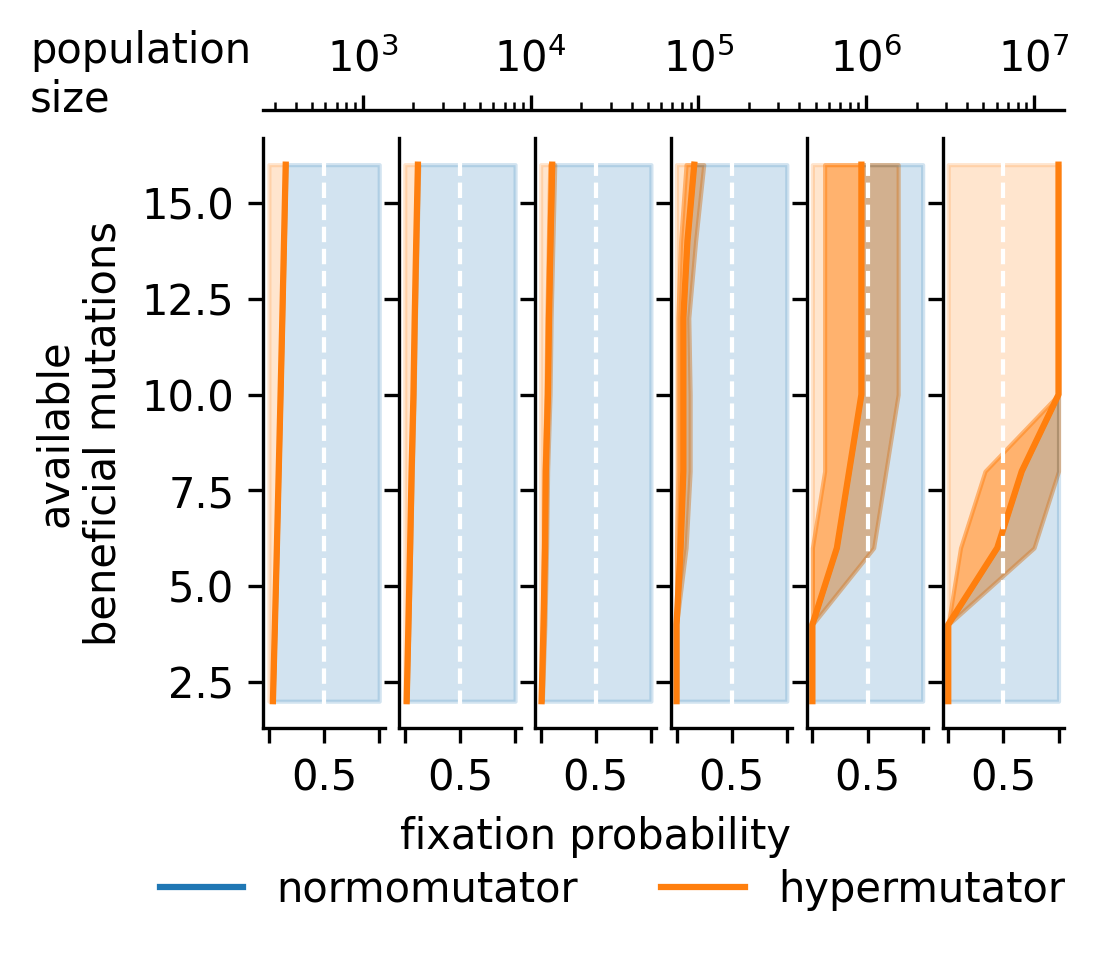 population
size
10³ 10⁴ 10⁵ 10⁶ 10⁷
available
beneficial mutations
15.0
12.5
10.0
7.5
5.0
2.5
0.5 0.5 0.5 0.5 0.5 0.5
fixation probability
normomutator hypermutator